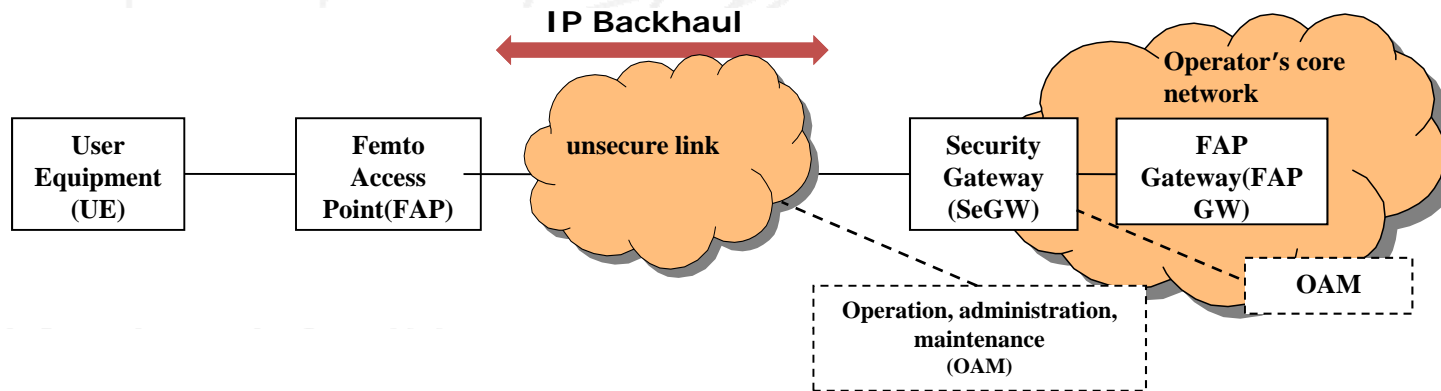 IP Backhaul
Operator's core
network
User
Equipment
(UE)
Femto
Access
Point(FAP)
unsecure link
Security
Gateway
(SeGW)
FAP
Gateway(FAP
GW)
OAM
Operation, administration,
maintenance
(OAM)